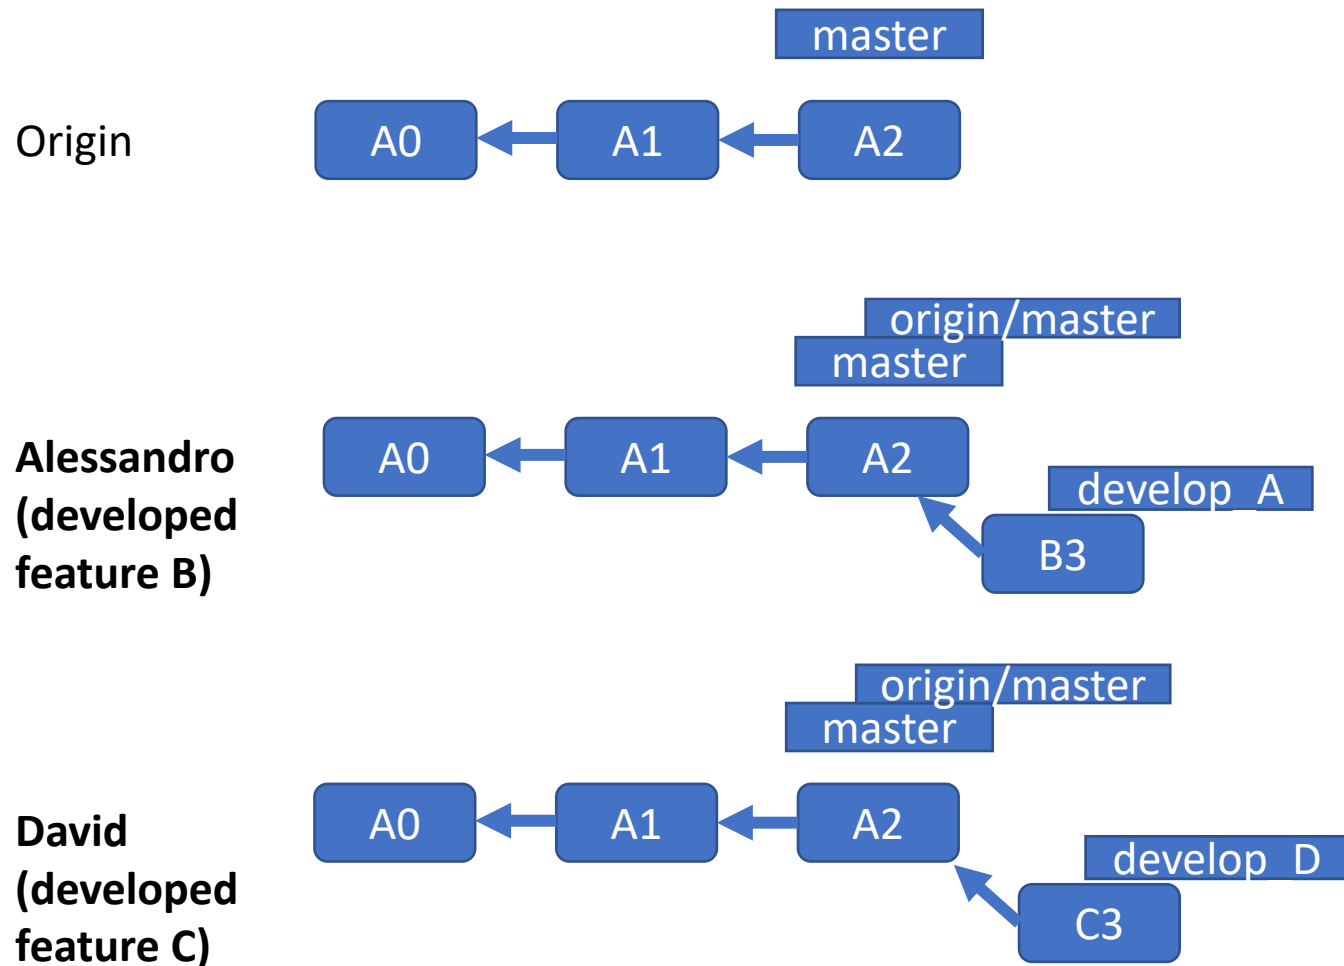 master
Origin
A0
A1
A2
origin/master
master
Alessandro
(developed
feature B)
A0
A1
A2
develop_A
B3
origin/master
master
David
(developed
feature C)
A0
A1
A2
develop_D
C3